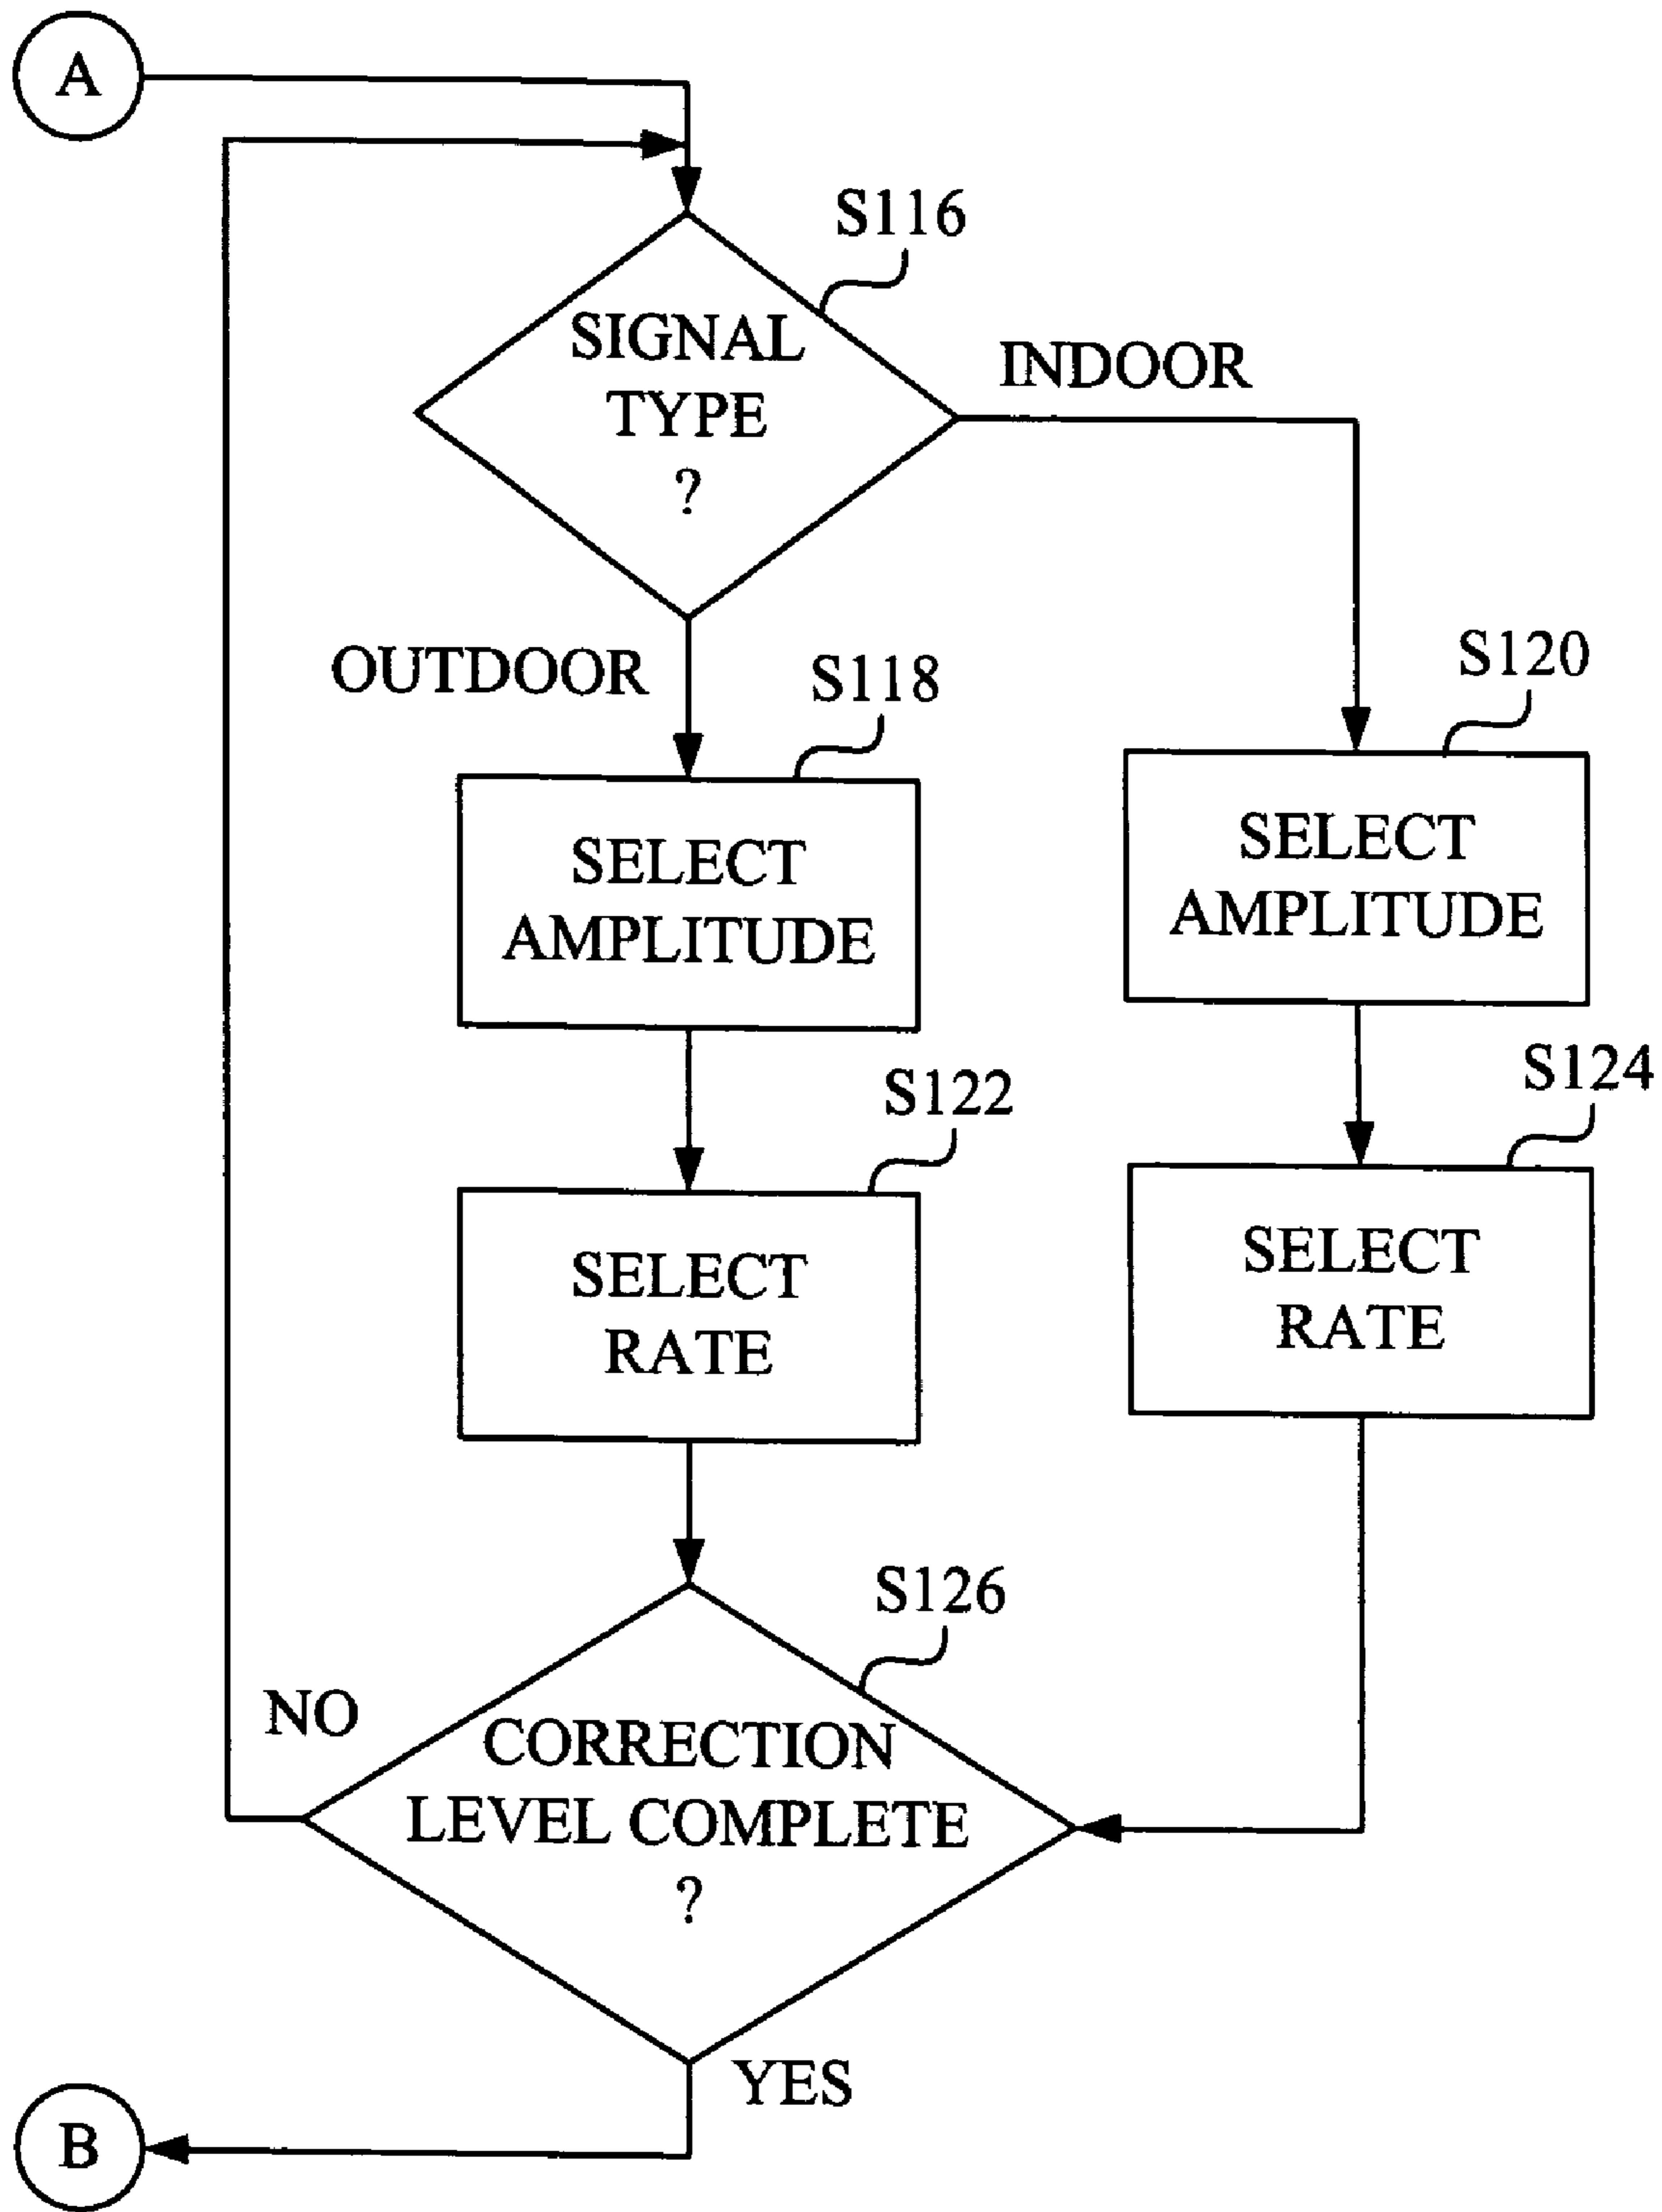 A
S116
SIGNAL
TYPE
?
INDOOR
OUTDOOR
S118
S120
SELECT
AMPLITUDE
SELECT
AMPLITUDE
S122
S124
SELECT
RATE
SELECT
RATE
S126
NO
CORRECTION
LEVEL COMPLETE
?
YES
B